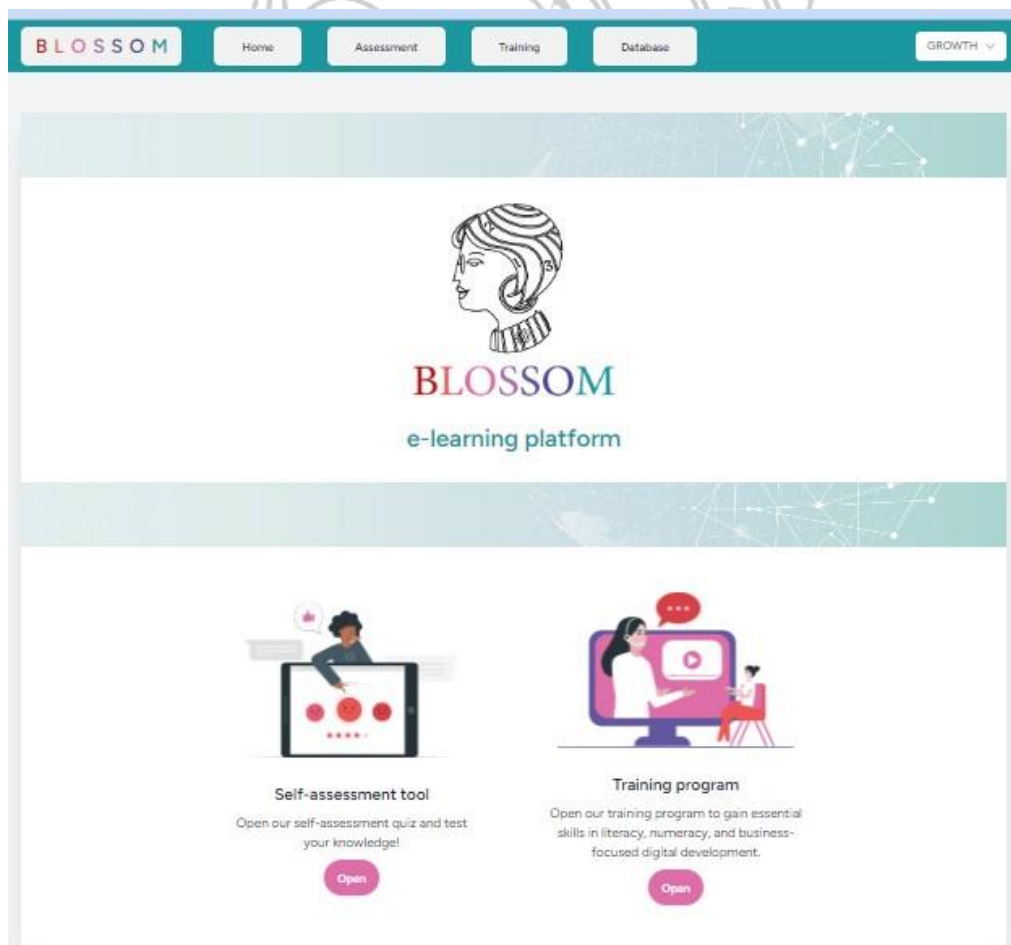 BLOSSOM
Home
Assessment
Training
Database
GROWTH
BLOSSOM
e-learning platform
Self-assessment tool
Open our self-assessment quiz and test
your knowledge!
Open
Training program
Open our training program to gain essential
skills in literacy, numeracy, and business-
focused digital development.
Open